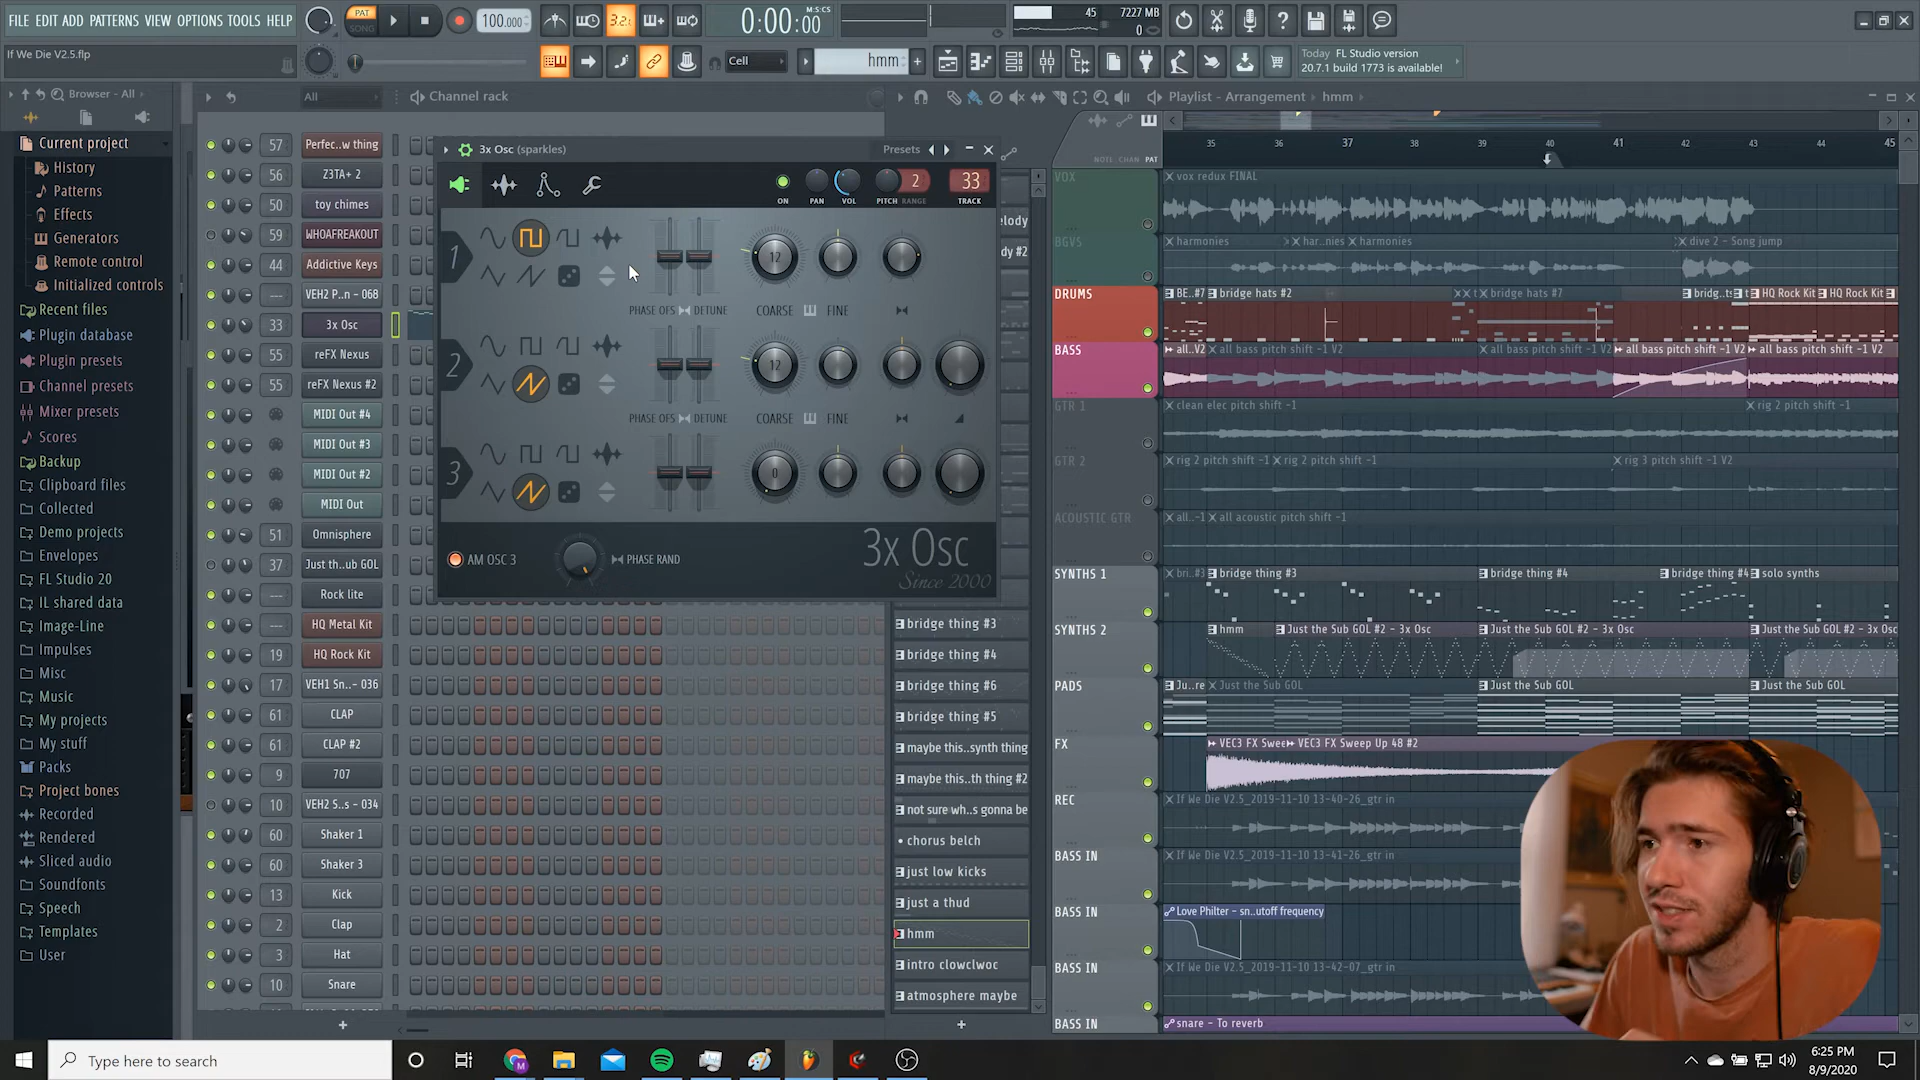 FILE EDIT ADD PATTERNS VIEW OPTIONS TOOLS HELP
PAT
SONG
100.000
3.2
0:00:00
M:S:CS
45
7227 MB
0
If We Die V2.5.flp
Cell
hmm
Today FL Studio version
20.7.1 build 1773 is available!
Browser - All
All
Channel rack
Playlist - Arrangement
hmm
Current project
History
Patterns
Effects
Generators
Remote control
Initialized controls
Recent files
Plugin database
Plugin presets
Channel presets
Mixer presets
Scores
Backup
Clipboard files
Collected
Demo projects
Envelopes
FL Studio 20
IL shared data
Image-Line
Impulses
Misc
Music
My projects
My stuff
Packs
Project bones
Recorded
Rendered
Sliced audio
Soundfonts
Speech
Templates
User
57 Perfec..w thing
56 Z3TA+ 2
50 toy chimes
59 WHOAFREAKOUT
44 Addictive Keys
--- VEH2 P..n - 068
33 3x Osc
55 reFX Nexus
55 reFX Nexus #2
MIDI Out #4
MIDI Out #3
MIDI Out #2
MIDI Out
51 Omnisphere
37 Just th..ub GOL
--- Rock lite
--- HQ Metal Kit
19 HQ Rock Kit
17 VEH1 Sn..- 036
61 CLAP
61 CLAP #2
9 707
10 VEH2 S..s - 034
60 Shaker 1
60 Shaker 3
13 Kick
2 Clap
3 Hat
10 Snare
3x Osc (sparkles)
Presets
2
33
ON PAN VOL PITCH RANGE TRACK
1
12
PHASE OFS DETUNE COARSE FINE
2
12
PHASE OFS DETUNE COARSE FINE
3
0
AM OSC 3
PHASE RAND
3x Osc
Since 2000
elody
dy #2
bridge thing #3
bridge thing #4
bridge thing #6
bridge thing #5
maybe this..synth thing
maybe this..th thing #2
not sure wh..s gonna be
chorus belch
just low kicks
just a thud
hmm
intro clowclwoc
atmosphere maybe
NOTE CHAN PAT
35 36 37 38 39 40 41 42 43 44 45
VOX
vox redux FINAL
BGVS
harmonies
har..nies
harmonies
dive 2 - Song jump
DRUMS
BE..#7
bridge hats #2
bridge hats #7
bridg..ts
HQ Rock Kit
HQ Rock Kit
BASS
all..V2
all bass pitch shift -1 V2
all bass pitch shift -1 V2
all bass pitch shift -1 V2
all bass pitch shift -1 V2
GTR 1
clean elec pitch shift -1
rig 2 pitch shift -1
GTR 2
rig 2 pitch shift -1
rig 2 pitch shift -1
rig 3 pitch shift -1 V2
ACOUSTIC GTR
all..-1
all acoustic pitch shift -1
SYNTHS 1
bri..#3
bridge thing #3
bridge thing #4
bridge thing #4
solo synths
SYNTHS 2
hmm
Just the Sub GOL #2 - 3x Osc
Just the Sub GOL #2 - 3x Osc
Just the Sub GOL #2 - 3x Osc
PADS
Ju..re
Just the Sub GOL
Just the Sub GOL
Just the Sub GOL
FX
VEC3 FX Swee
VEC3 FX Sweep Up 48 #2
REC
If We Die V2.5_2019-11-10 13-40-26_gtr in
BASS IN
If We Die V2.5_2019-11-10 13-41-26_gtr in
BASS IN
Love Philter - sn..utoff frequency
BASS IN
If We Die V2.5_2019-11-10 13-42-07_gtr in
BASS IN
snare - To reverb
Type here to search
6:25 PM
8/9/2020